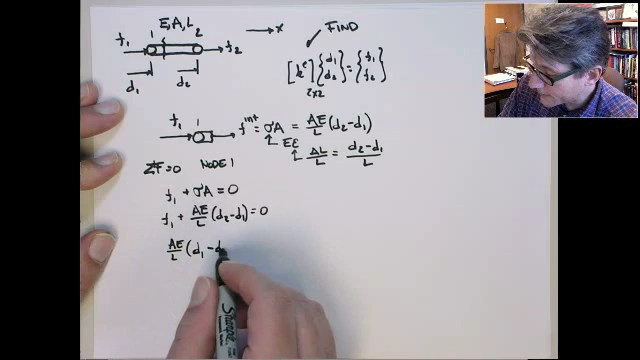 E, A, L
1 2
→ x
FIND
f₁ f₂
d₁ d₂
[kᵉ] {d₁ d₂} = {f₁ f₂}
2x2
f₁ 1 f^int = σA = AE/L (d₂-d₁)
Eε
ΔL/L = d₂-d₁/L
ΣF=0 NODE 1
f₁ + σA = 0
f₁ + AE/L (d₂-d₁) = 0
AE/L (d₁ - d
Sharpie